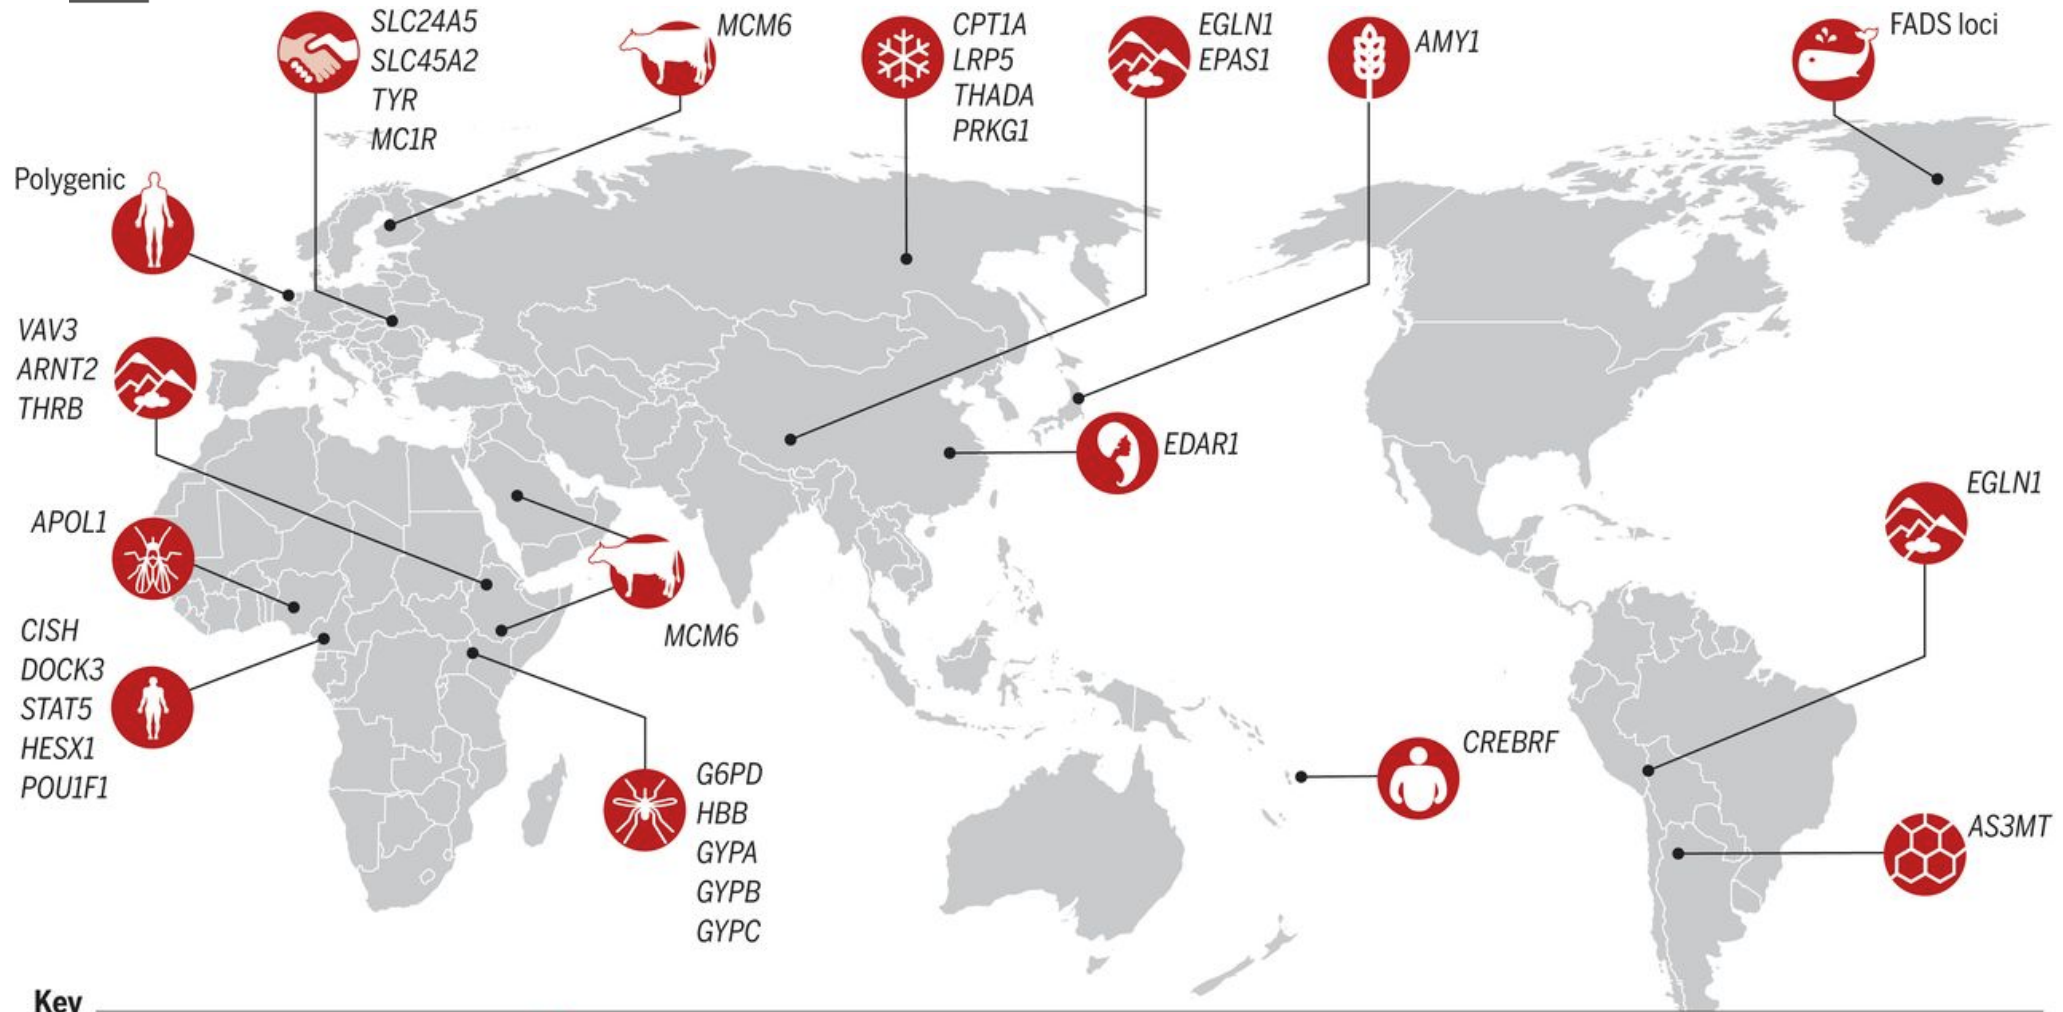 SLC24A5
SLC45A2
TYR
MC1R
MCM6
CPT1A
LRP5
THADA
PRKG1
EGLN1
EPAS1
AMY1
FADS loci
Polygenic
VAV3
ARNT2
THRB
EDAR1
EGLN1
APOL1
MCM6
CISH
DOCK3
STAT5
HESX1
POU1F1
G6PD
HBB
GYPA
GYPB
GYPC
CREBRF
AS3MT
Key